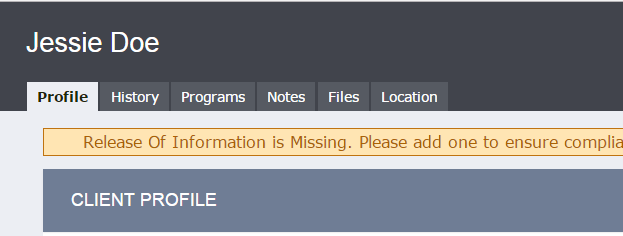 Jessie Doe
Profile History Programs Notes Files Location
Release Of Information is Missing. Please add one to ensure complia
CLIENT PROFILE